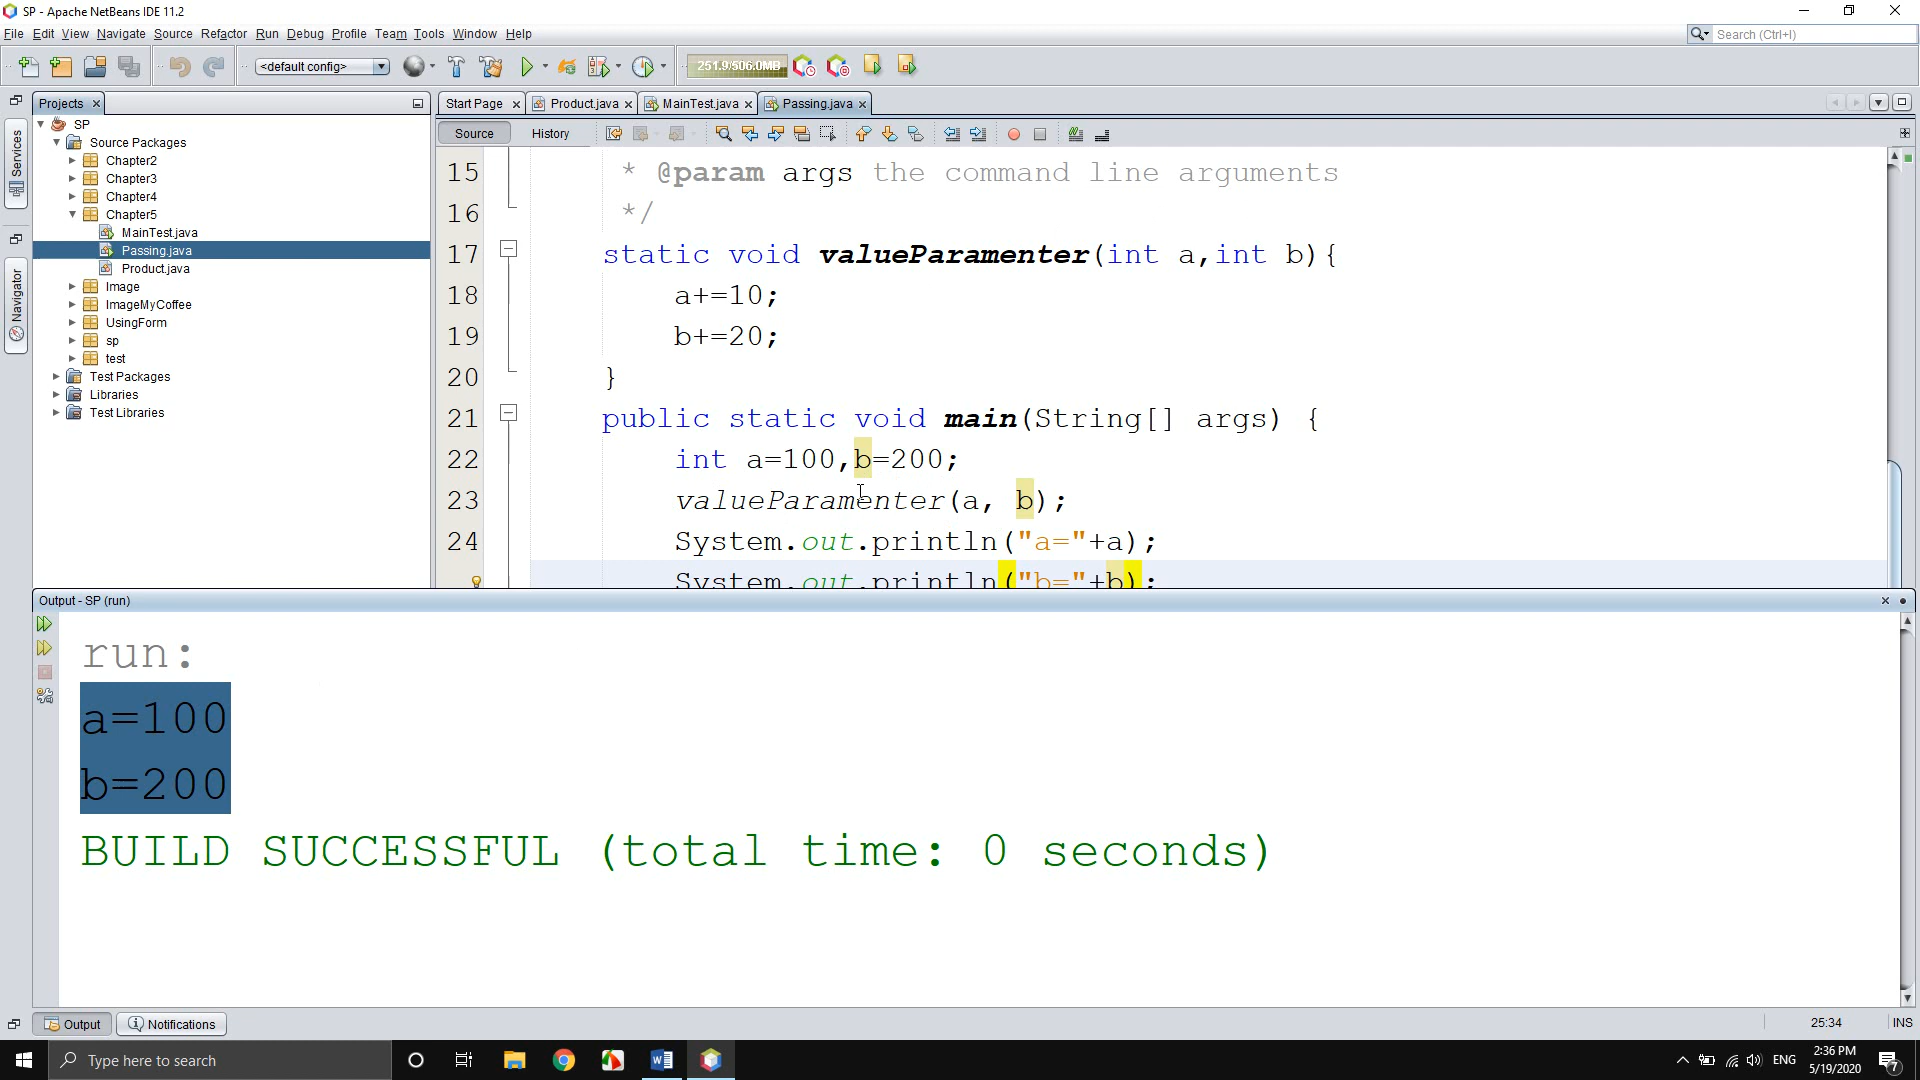 SP - Apache NetBeans IDE 11.2
File Edit View Navigate Source Refactor Run Debug Profile Team Tools Window Help
Search (Ctrl+I)
<default config>
251.9/506.0MB
Projects
Start Page Product.java MainTest.java Passing.java
Services
Navigator
SP
Source Packages
Chapter2
Chapter3
Chapter4
Chapter5
MainTest.java
Passing.java
Product.java
Image
ImageMyCoffee
UsingForm
sp
test
Test Packages
Libraries
Test Libraries
Source History
15 * @param args the command line arguments
16 */
17 static void valueParamenter(int a,int b){
18 a+=10;
19 b+=20;
20 }
21 public static void main(String[] args) {
22 int a=100,b=200;
23 valueParamenter(a, b);
24 System.out.println("a="+a);
System.out.println("b="+b);
Output - SP (run)
run:
a=100
b=200
BUILD SUCCESSFUL (total time: 0 seconds)
Output Notifications
25:34 INS
Type here to search
ENG
2:36 PM
5/19/2020
7